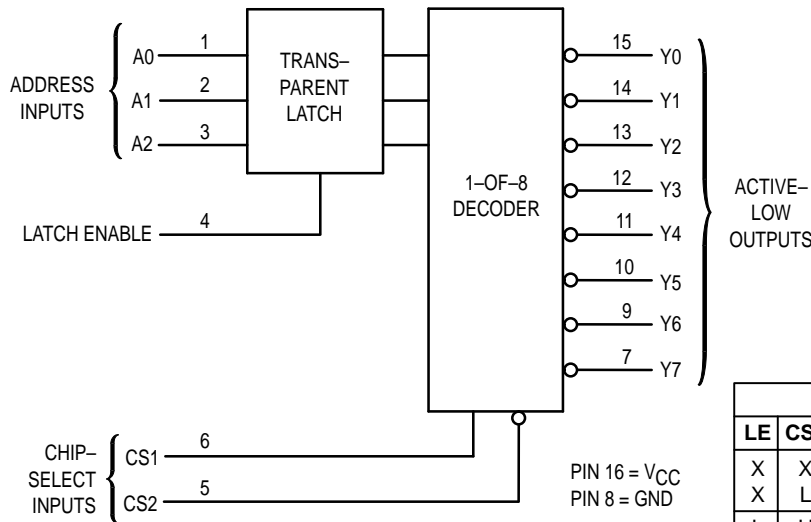 ADDRESS
INPUTS
A0 1
A1 2
A2 3
TRANS–
PARENT
LATCH
LATCH ENABLE 4
1–OF–8
DECODER
15 Y0
14 Y1
13 Y2
12 Y3
11 Y4
10 Y5
9 Y6
7 Y7
ACTIVE–
LOW
OUTPUTS
CHIP–
SELECT
INPUTS
CS1 6
CS2 5
PIN 16 = VCC
PIN 8 = GND
LE CS
X X
X L